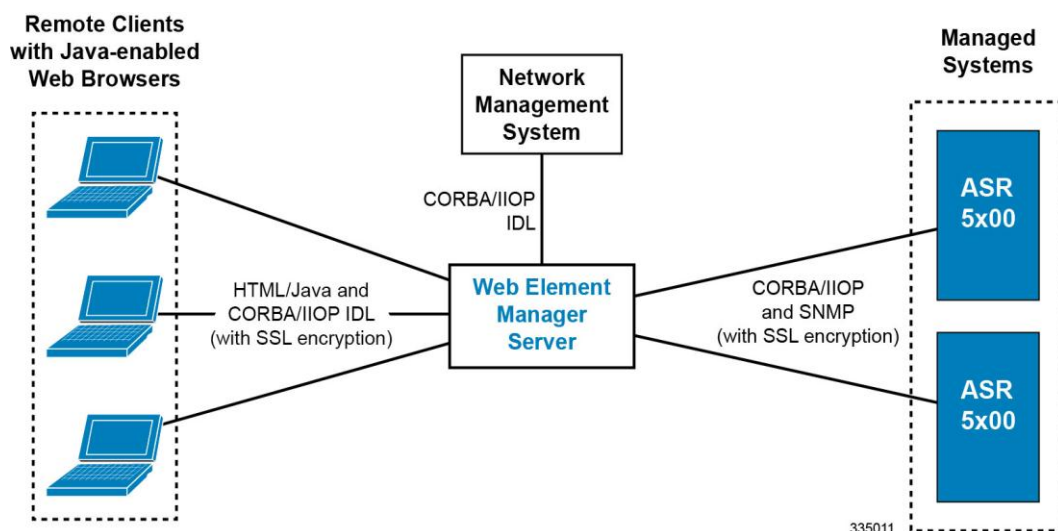 Remote Clients
with Java-enabled
Web Browsers
Network
Management
System
Managed
Systems
CORBA/IIOP
IDL
ASR
5x00
HTML/Java and
CORBA/IIOP IDL
(with SSL encryption)
Web Element
Manager
Server
CORBA/IIOP
and SNMP
(with SSL encryption)
ASR
5x00
335011